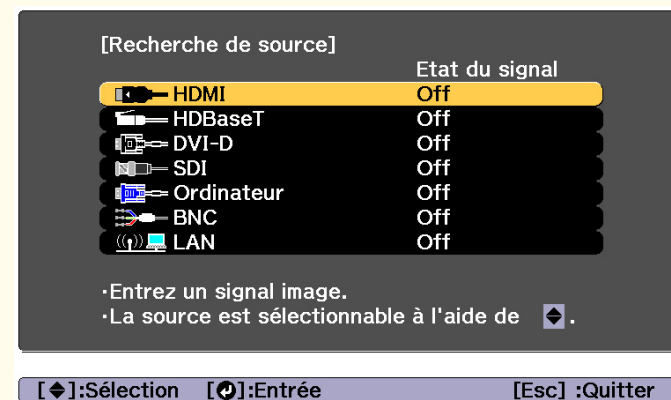 [Recherche de source]
Etat du signal
HDMI Off
HDBaseT Off
DVI-D Off
SDI Off
Ordinateur Off
BNC Off
LAN Off
·Entrez un signal image.
·La source est sélectionnable à l'aide de .
[ ]:Sélection [ ]:Entrée [Esc] :Quitter